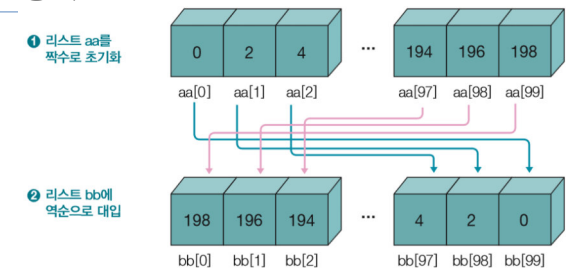 ❶ 리스트 aa를
짝수로 초기화
0 2 4 ... 194 196 198
aa[0] aa[1] aa[2] aa[97] aa[98] aa[99]
❷ 리스트 bb에
역순으로 대입
198 196 194 ... 4 2 0
bb[0] bb[1] bb[2] bb[97] bb[98] bb[99]